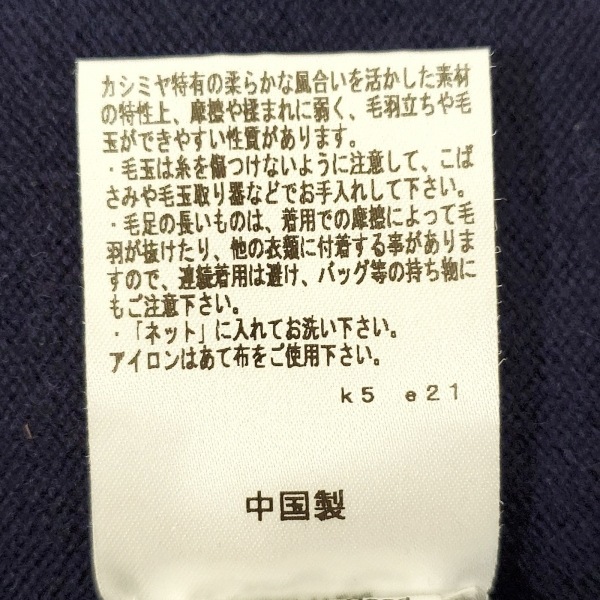 カシミヤ特有の柔らかな風合いを活かした素材
の特性上、摩擦や揉まれに弱く、毛羽立ちや毛
玉ができやすい性質があります。
・毛玉は糸を傷つけないように注意して、こば
さみや毛玉取り器などでお手入れして下さい。
・毛足の長いものは、着用での摩擦によって毛
羽が抜けたり、他の衣類に付着する事がありま
すので、連続着用は避け、バッグ等の持ち物に
もご注意下さい。
・「ネット」に入れてお洗い下さい。
アイロンはあて布をご使用下さい。
k5 e21
中国製